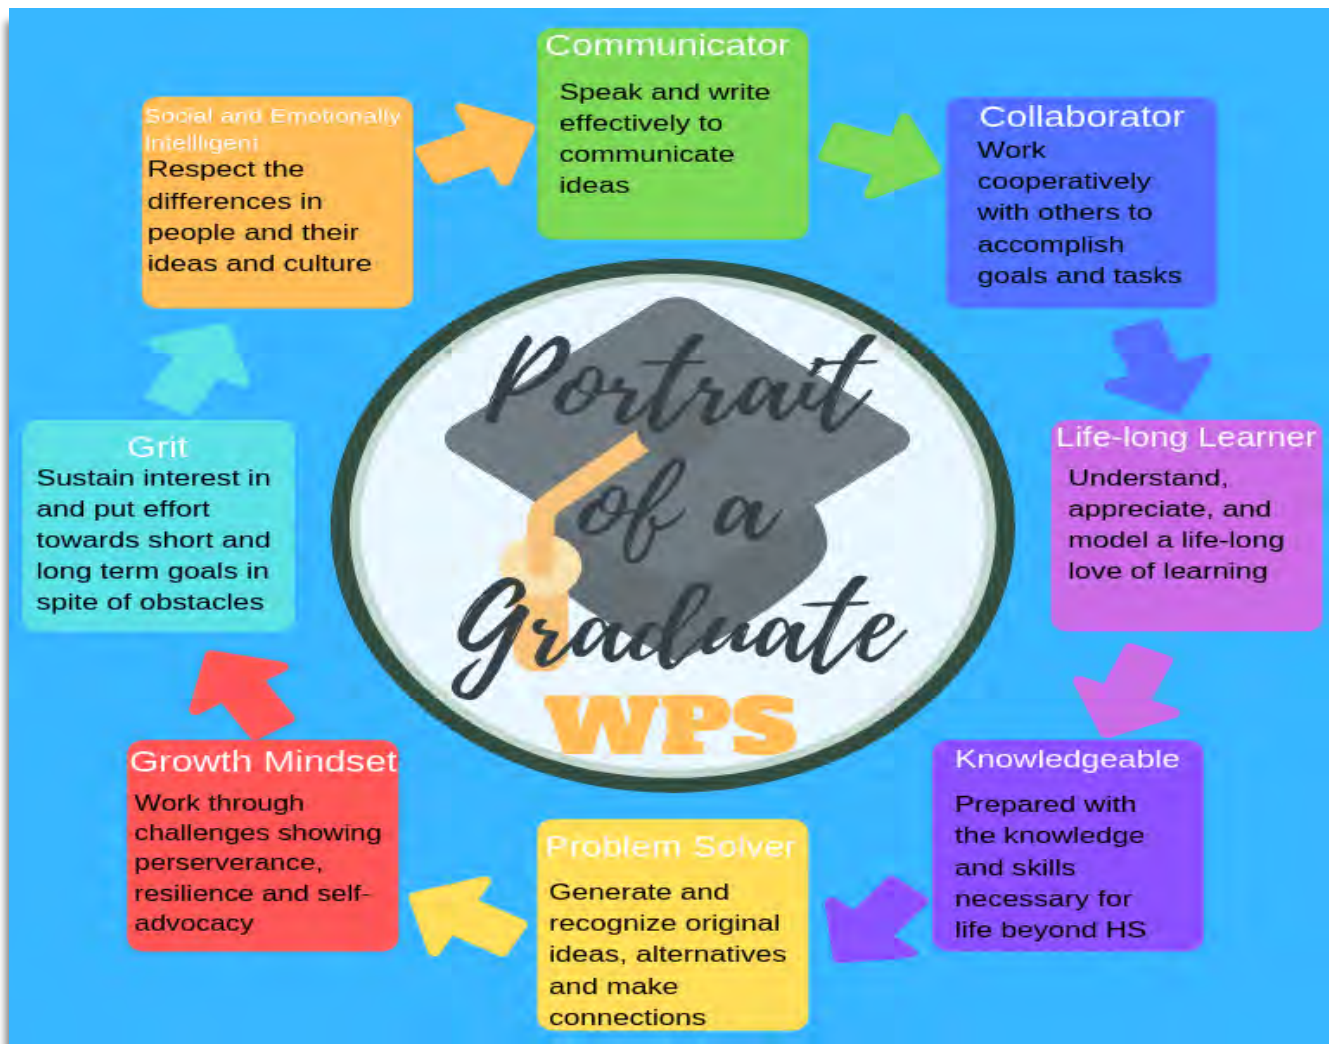 Communicator
Speak and write
effectively to
communicate
ideas
Collaborator
Work
cooperatively
with others to
accomplish
goals and tasks
Life-long Learner
Understand,
appreciate, and
model a life-long
love of learning
Knowledgeable
Prepared with
the knowledge
and skills
necessary for
life beyond HS
Problem Solver
Generate and
recognize original
ideas, alternatives
and make
connections
Growth Mindset
Work through
challenges showing
perserverance,
resilience and self-
advocacy
Grit
Sustain interest in
and put effort
towards short and
long term goals in
spite of obstacles
Social and Emotionally
Intelligent
Respect the
differences in
people and their
ideas and culture
Portrait
of a
Graduate
WPS